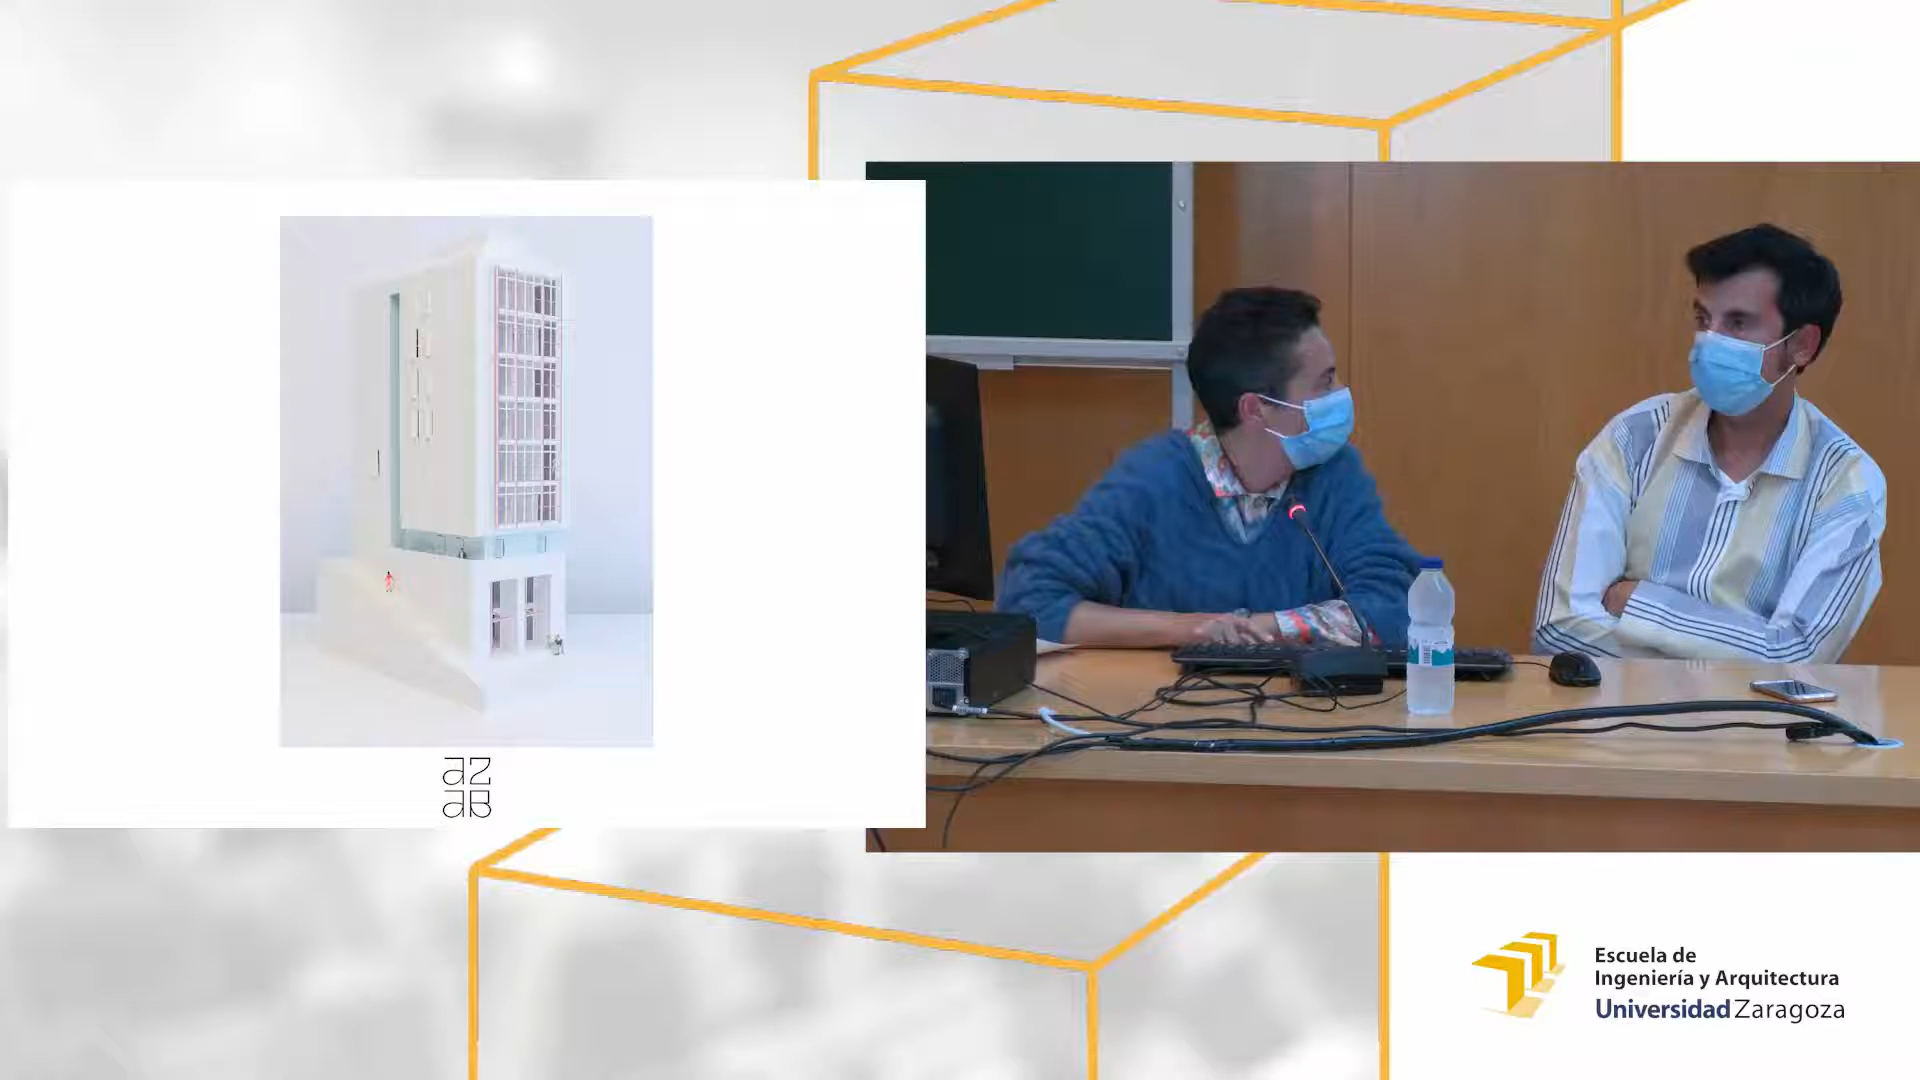 az
ab
Escuela de
Ingeniería y Arquitectura
Universidad Zaragoza